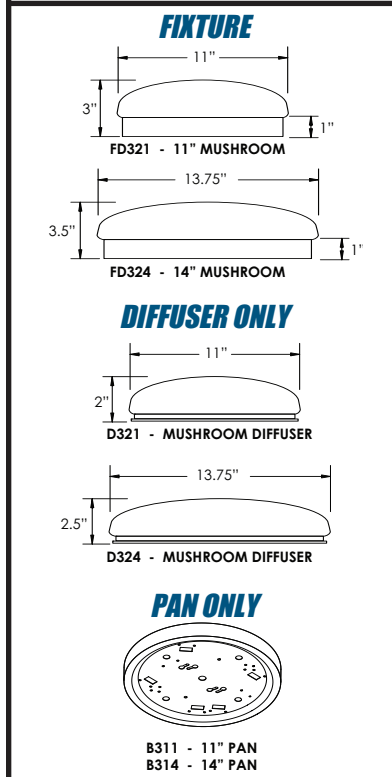 FIXTURE
11”
3”
1”
FD321 - 11” MUSHROOM
13.75”
3.5”
1”
FD324 - 14” MUSHROOM
DIFFUSER ONLY
11”
2”
D321 - MUSHROOM DIFFUSER
13.75”
2.5”
D324 - MUSHROOM DIFFUSER
PAN ONLY
B311 - 11” PAN
B314 - 14” PAN